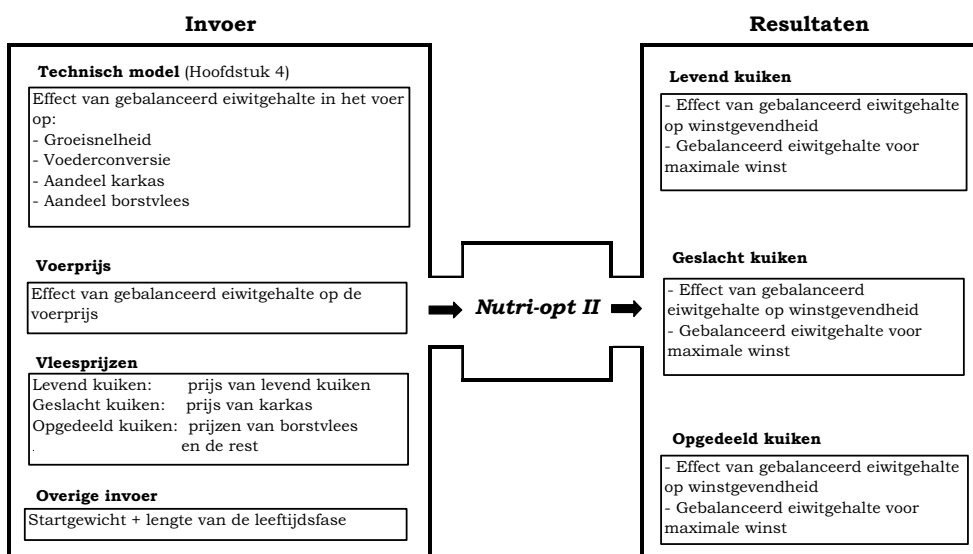 Invoer
Technisch model (Hoofdstuk 4)
Effect van gebalanceerd eiwitgehalte in het voer
op:
- Groeisnelheid
- Voederconversie
- Aandeel karkas
- Aandeel borstvlees
Voerprijs
Effect van gebalanceerd eiwitgehalte op de
voerprijs
Vleesprijzen
Levend kuiken: prijs van levend kuiken
Geslacht kuiken: prijs van karkas
Opgedeeld kuiken: prijzen van borstvlees
. en de rest
Overige invoer
Startgewicht + lengte van de leeftijdsfase
Nutri-opt II
Resultaten
Levend kuiken
- Effect van gebalanceerd eiwitgehalte
op winstgevendheid
- Gebalanceerd eiwitgehalte voor
maximale winst
Geslacht kuiken
- Effect van gebalanceerd
eiwitgehalte op winstgevendheid
- Gebalanceerd eiwitgehalte voor
maximale winst
Opgedeeld kuiken
- Effect van gebalanceerd eiwitgehalte
op winstgevendheid
- Gebalanceerd eiwitgehalte voor
maximale winst